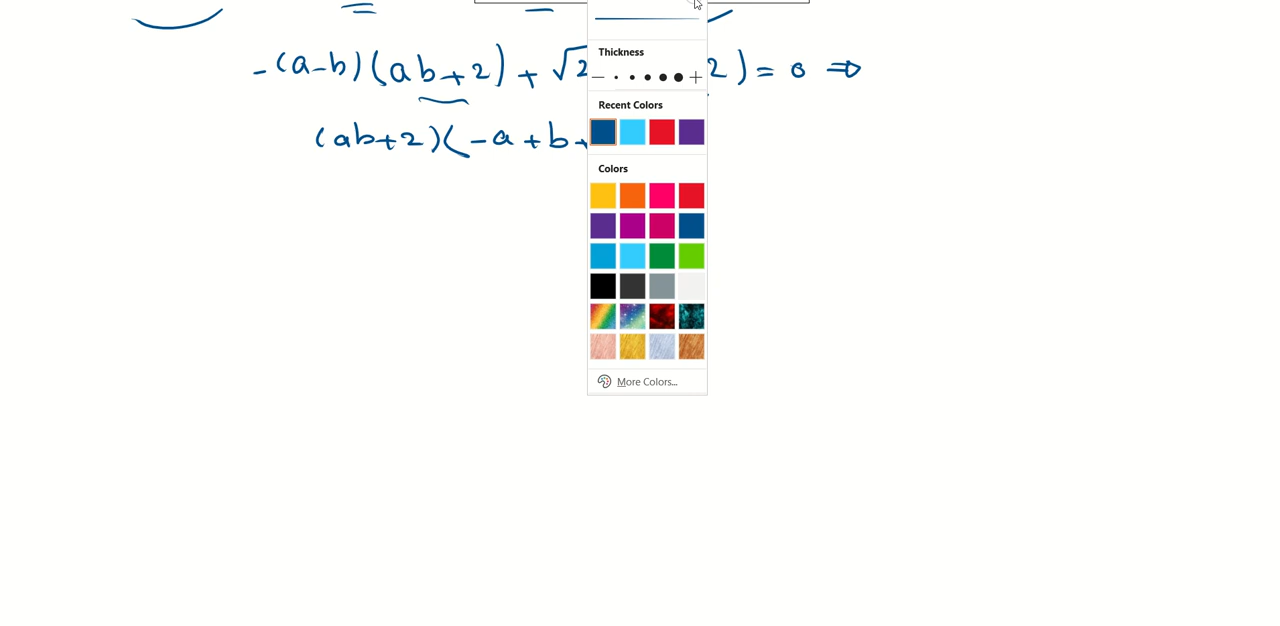 -(a-b)(ab+2) + √2 2) = 0 ⇒
(ab+2)(-a+b+
Thickness
Recent Colors
Colors
More Colors...